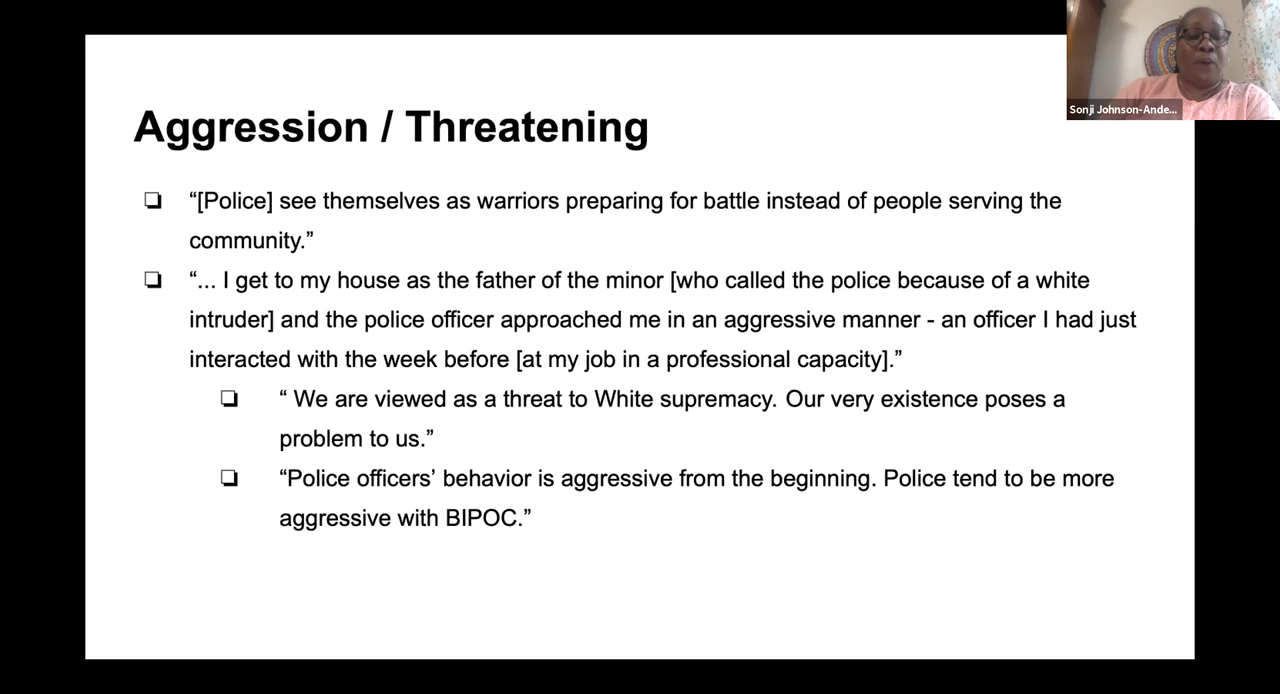 Sonji Johnson-Ande...
Aggression / Threatening
❏ “[Police] see themselves as warriors preparing for battle instead of people serving the
community.”
❏ “... I get to my house as the father of the minor [who called the police because of a white
intruder] and the police officer approached me in an aggressive manner - an officer I had just
interacted with the week before [at my job in a professional capacity].”
❏ “ We are viewed as a threat to White supremacy. Our very existence poses a
problem to us.”
❏ “Police officers’ behavior is aggressive from the beginning. Police tend to be more
aggressive with BIPOC.”